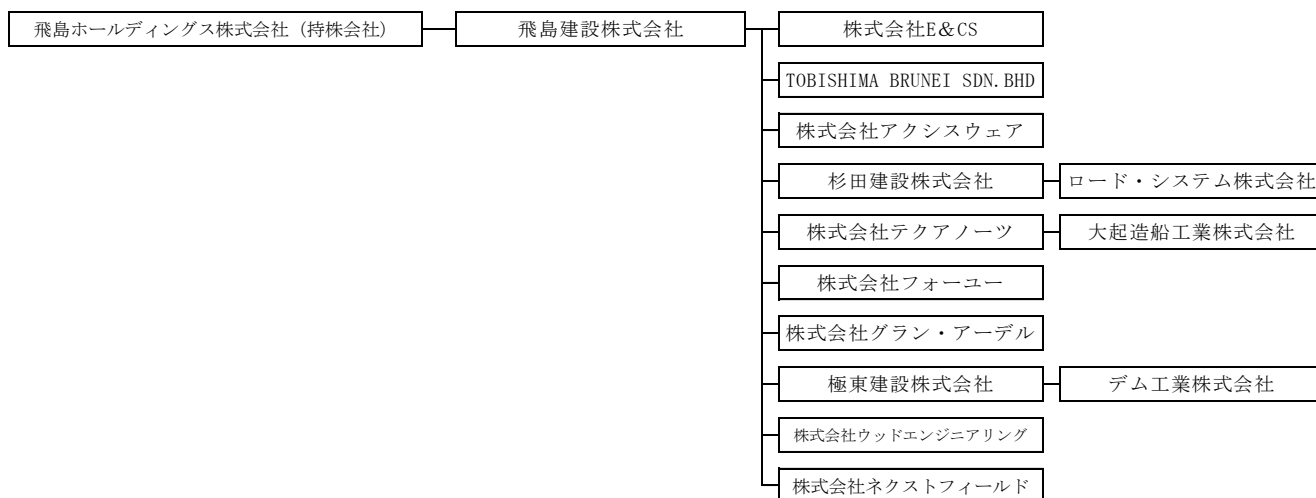 飛島ホールディングス株式会社（持株会社）
飛島建設株式会社
株式会社E＆CS
TOBISHIMA BRUNEI SDN.BHD
株式会社アクシスウェア
杉田建設株式会社
ロード・システム株式会社
株式会社テクアノーツ
大起造船工業株式会社
株式会社フォーユー
株式会社グラン・アーデル
極東建設株式会社
デム工業株式会社
株式会社ウッドエンジニアリング
株式会社ネクストフィールド